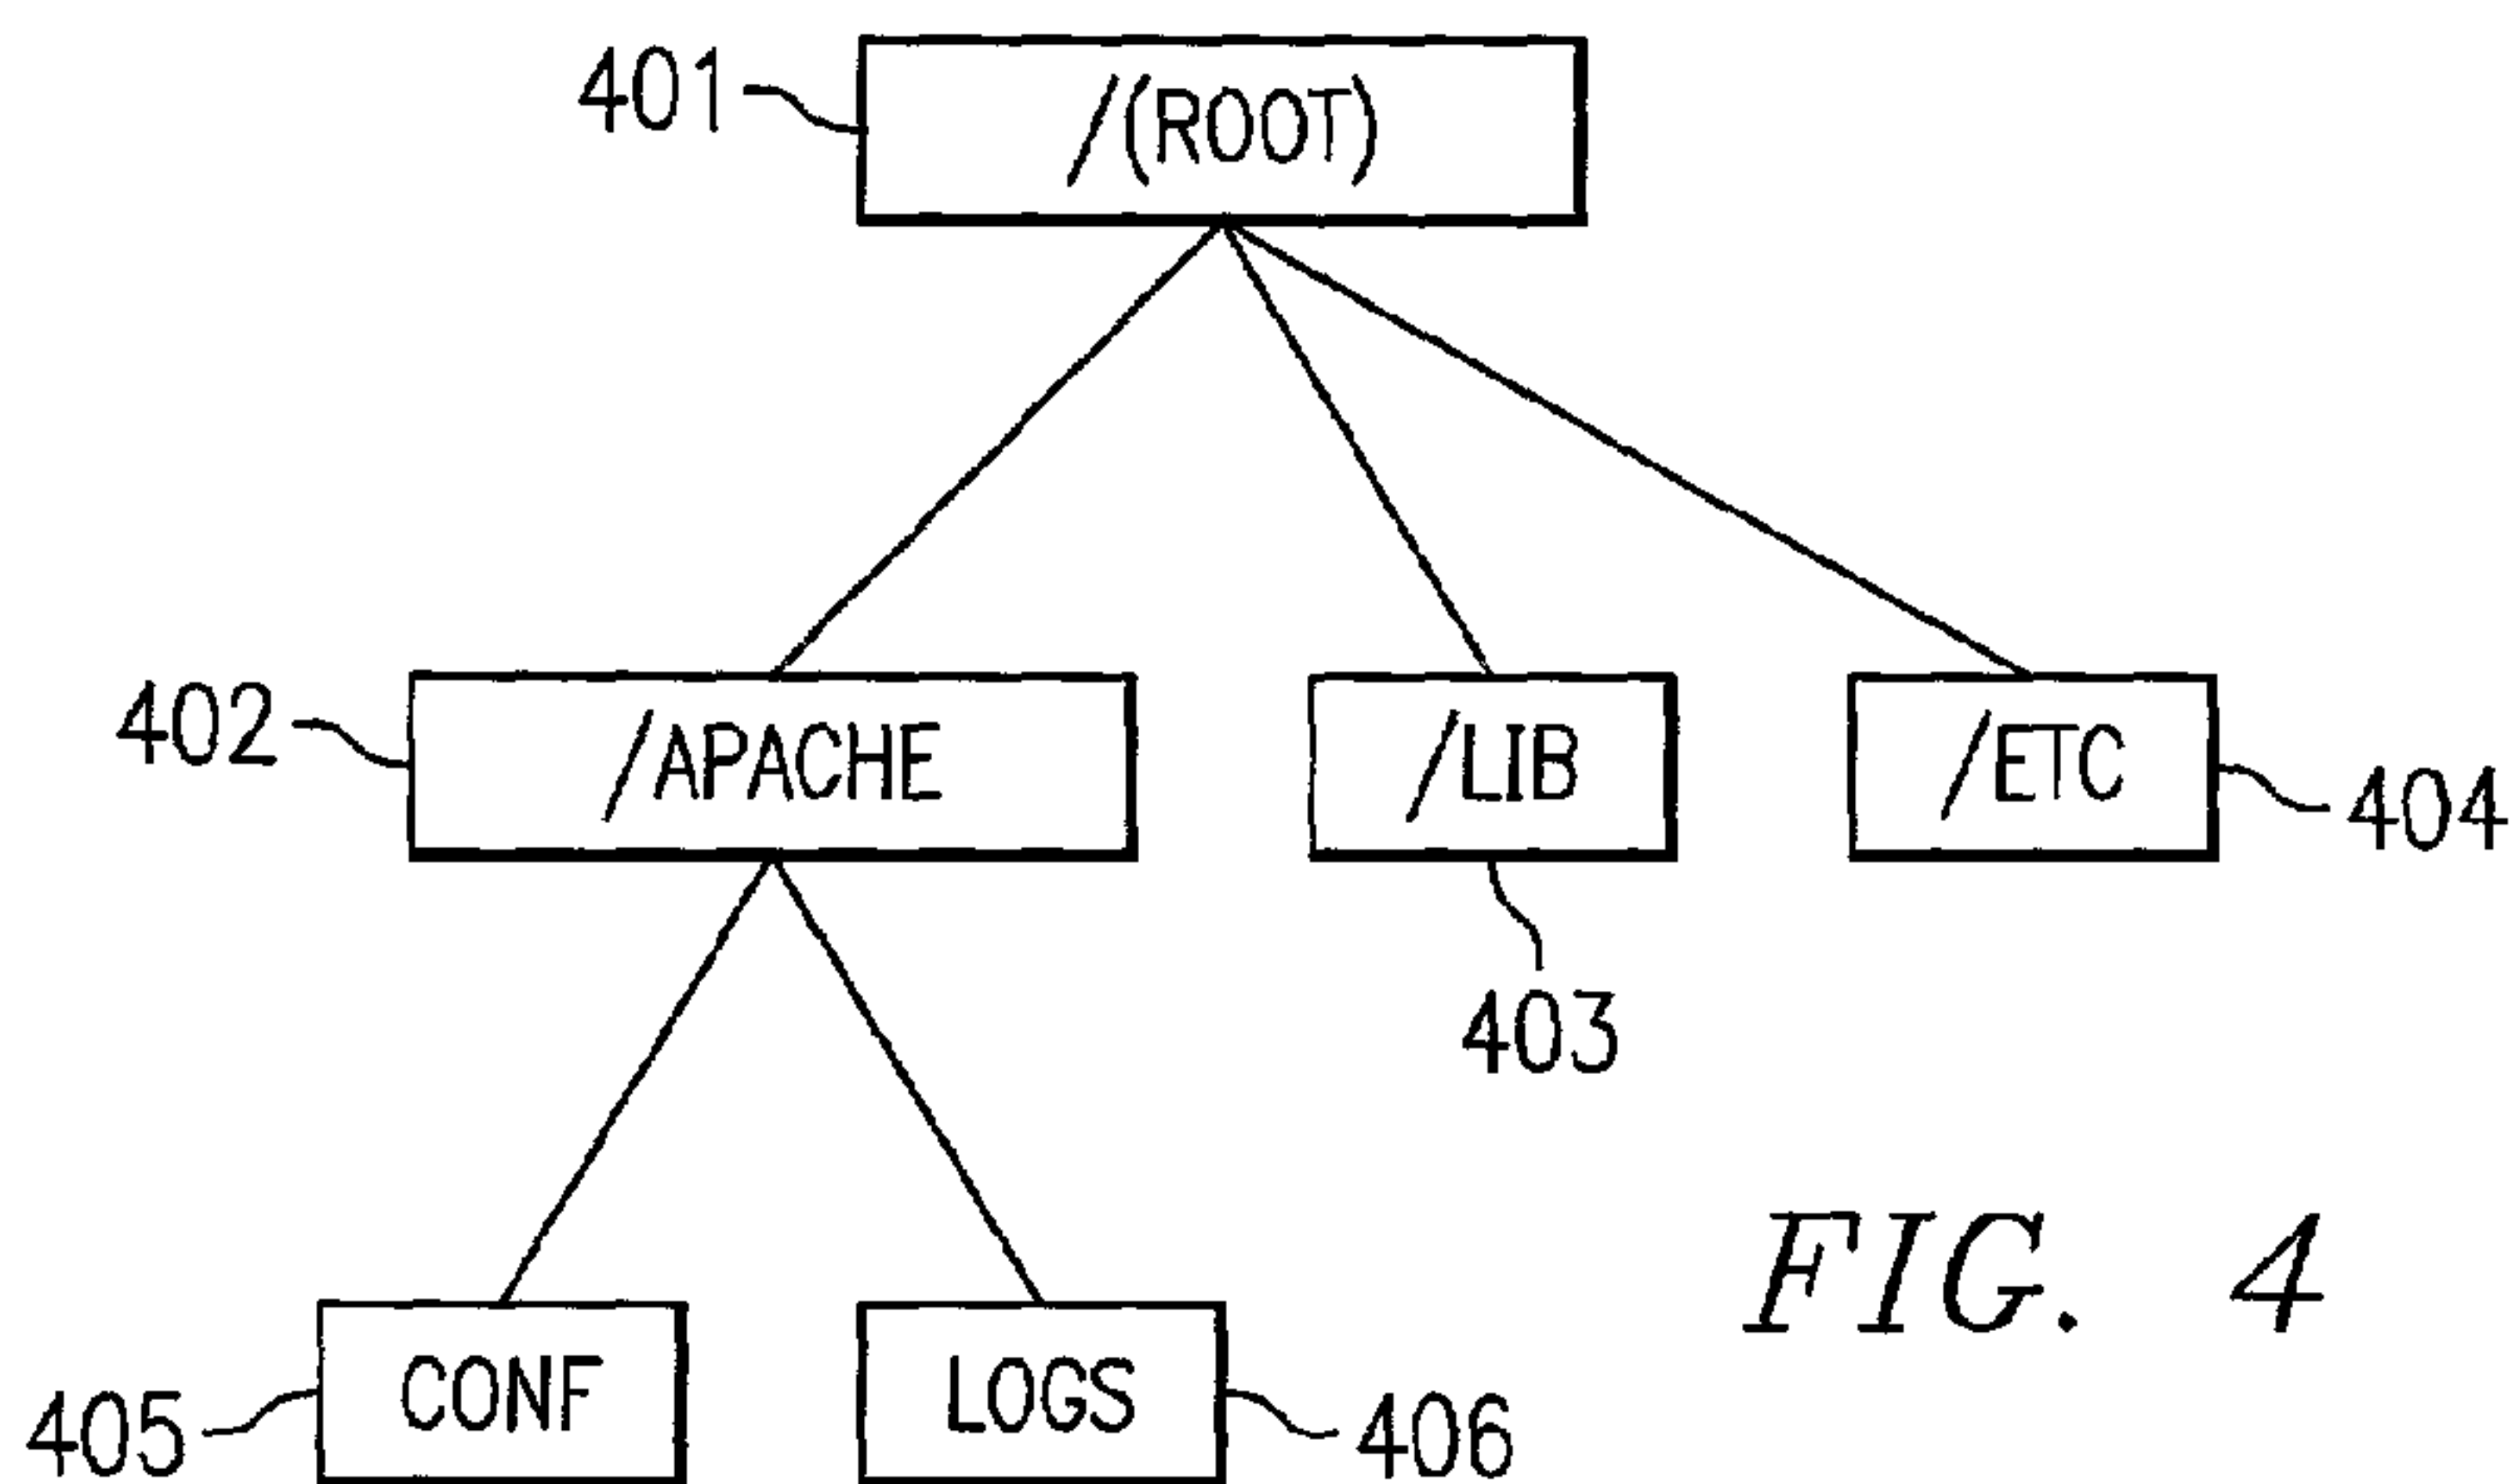 401
/(ROOT)
402
/APACHE
/LIB
/ETC
404
403
FIG. 4
405
CONF
LOGS
406